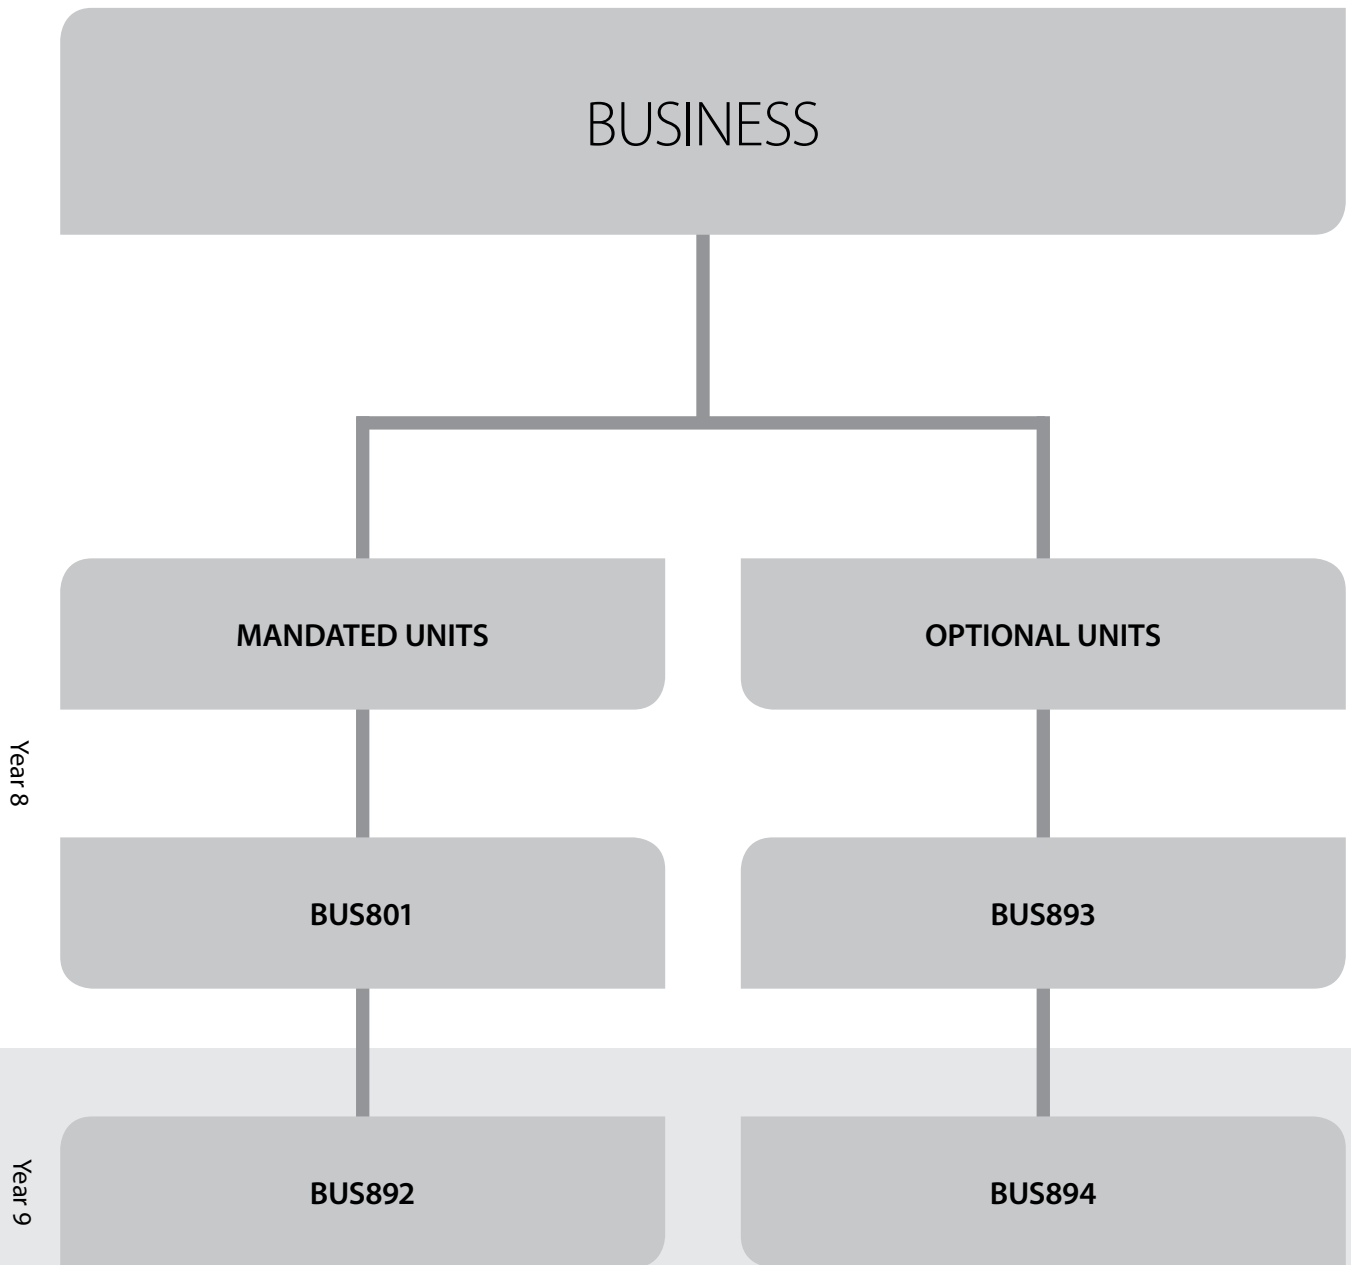 BUSINESS
MANDATED UNITS
OPTIONAL UNITS
Year 8
BUS801
BUS893
Year 9
BUS892
BUS894